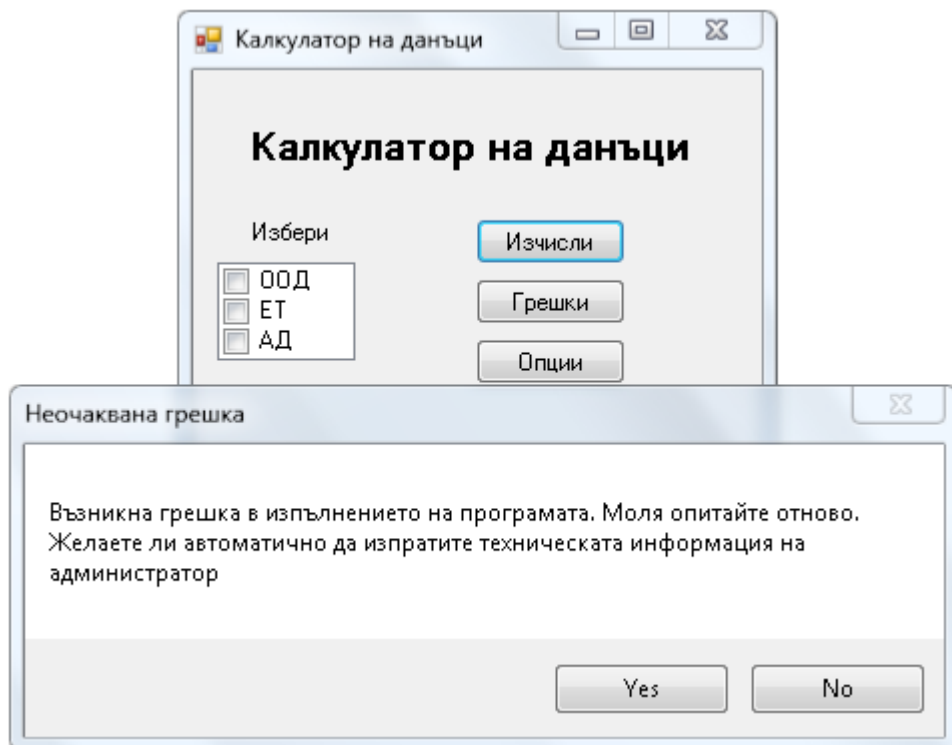 Калкулатор на данъци
Калкулатор на данъци
Избери
ООД
ЕТ
АД
Изчисли
Грешки
Опции
Неочаквана грешка
Възникна грешка в изпълнението на програмата. Моля опитайте отново.
Желаете ли автоматично да изпратите техническата информация на
администратор
Yes
No